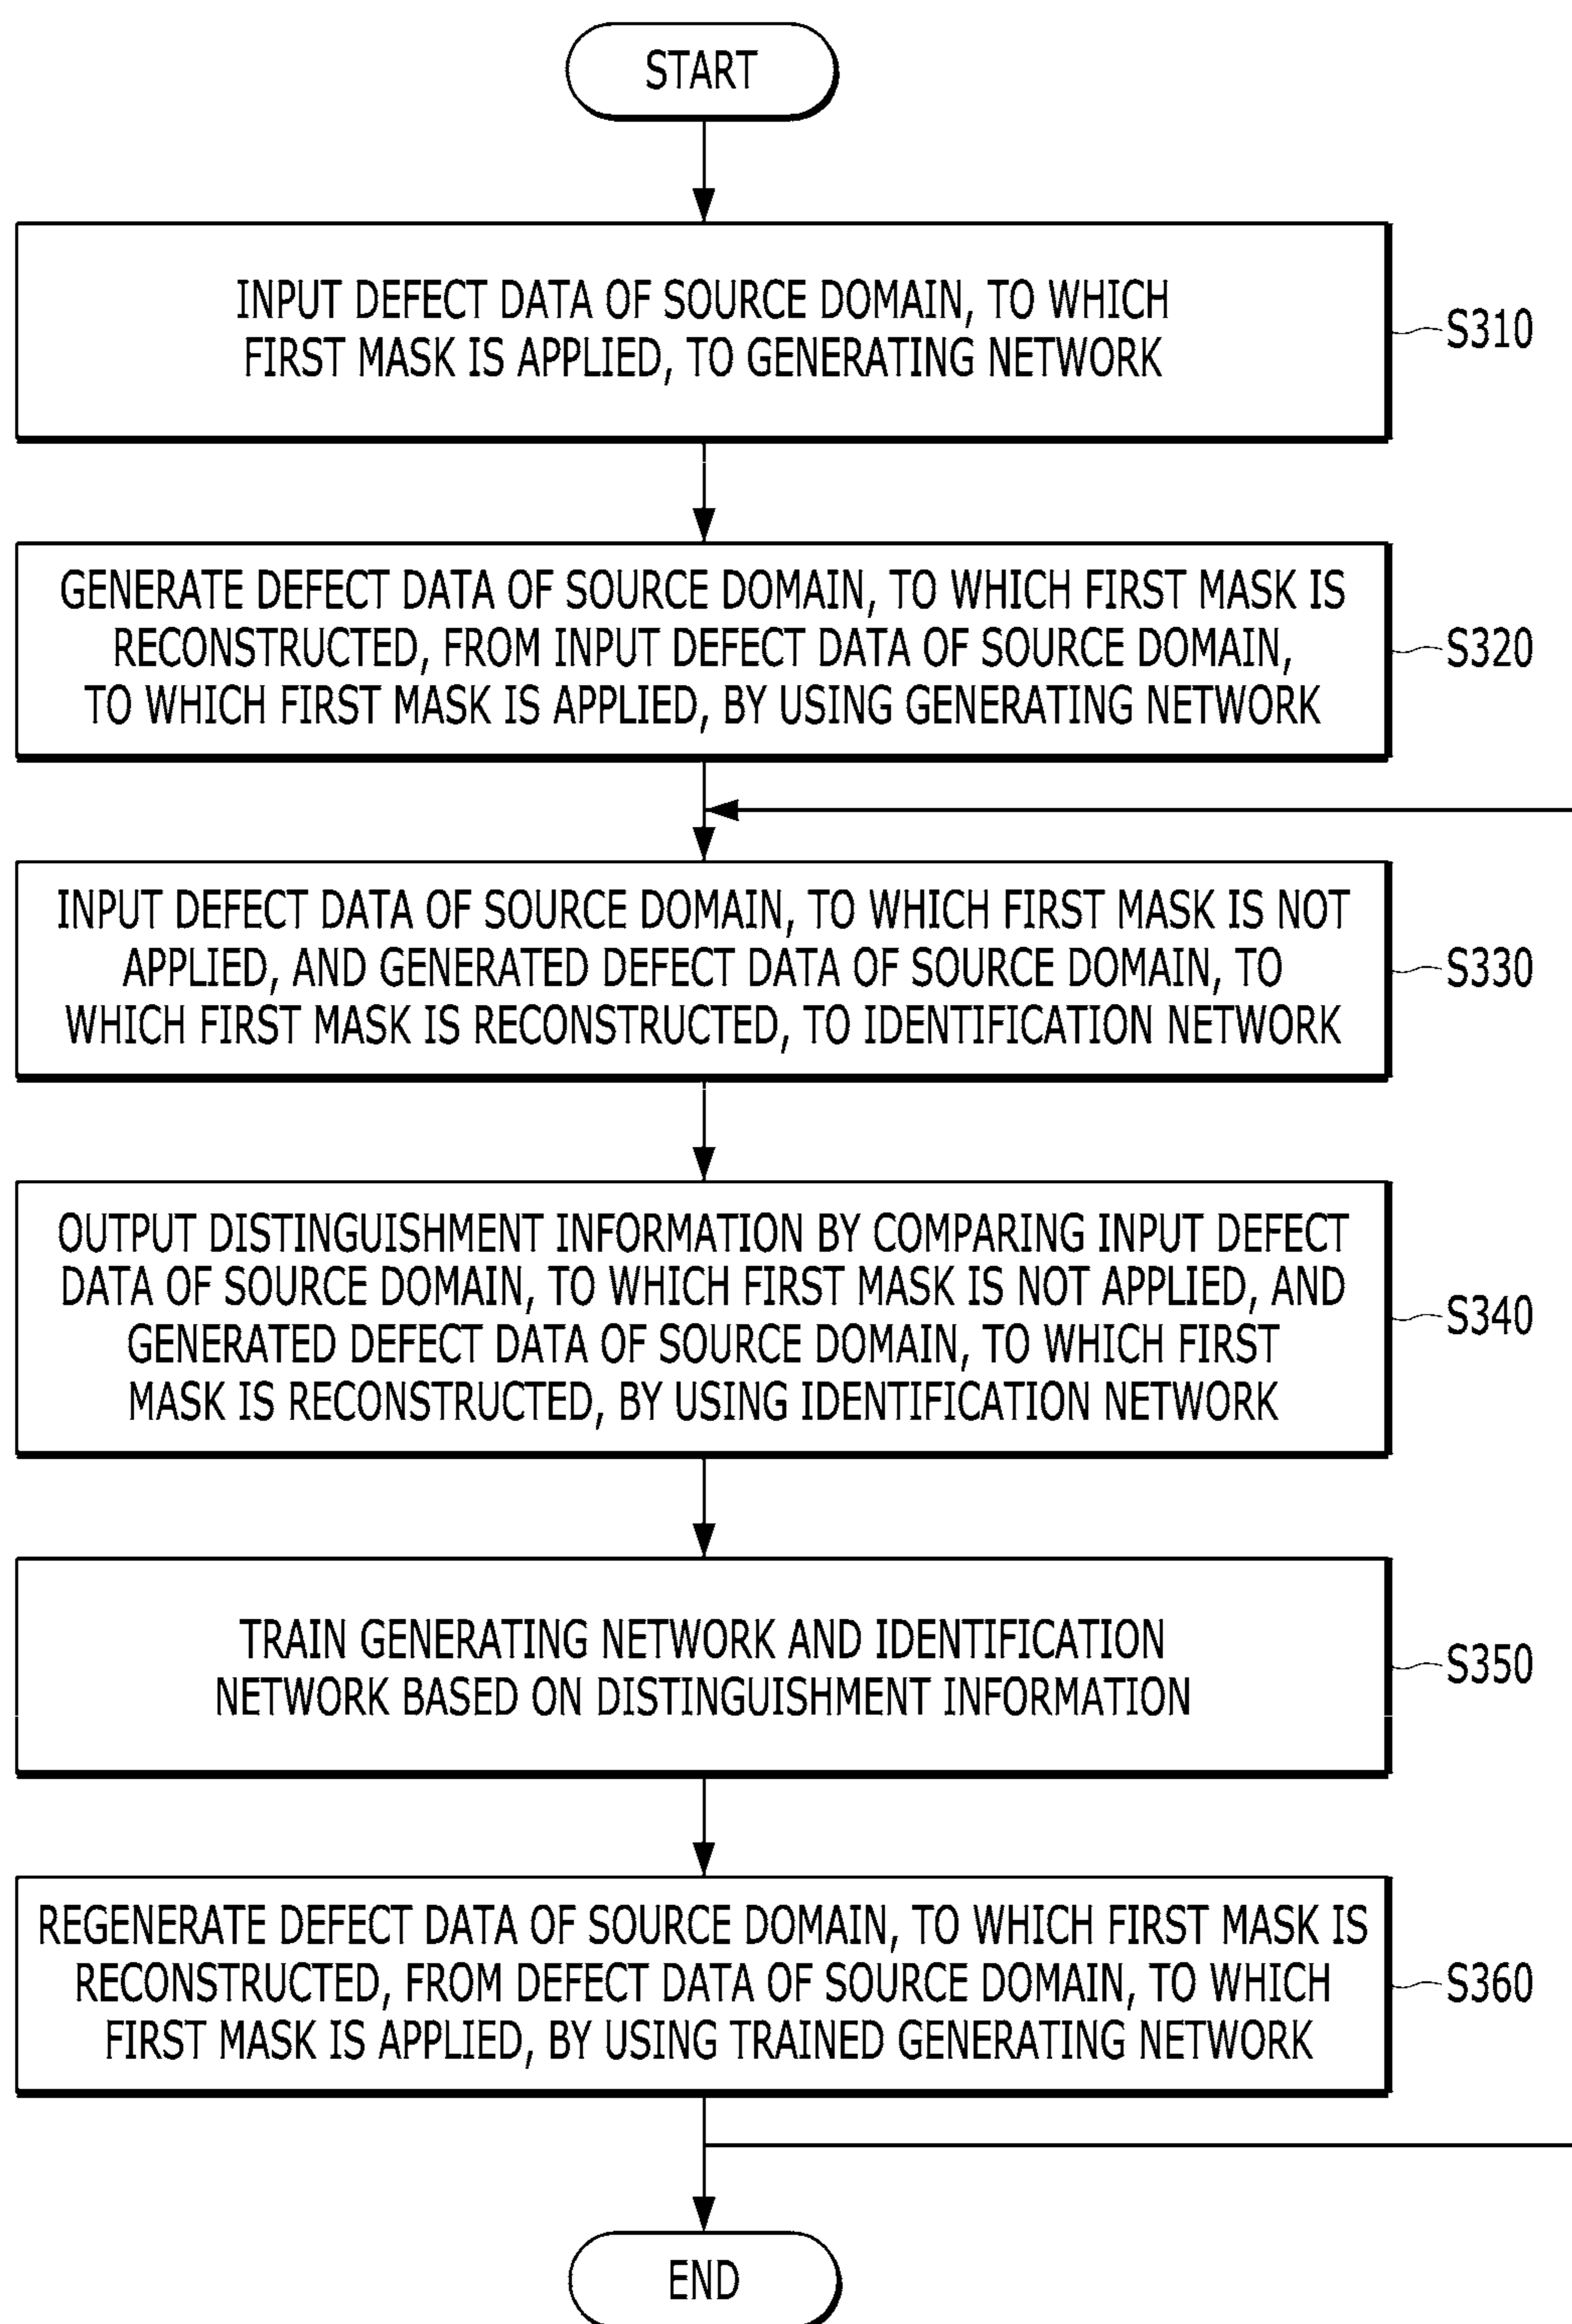 START
INPUT DEFECT DATA OF SOURCE DOMAIN, TO WHICH
FIRST MASK IS APPLIED, TO GENERATING NETWORK
S310
GENERATE DEFECT DATA OF SOURCE DOMAIN, TO WHICH FIRST MASK IS
RECONSTRUCTED, FROM INPUT DEFECT DATA OF SOURCE DOMAIN,
TO WHICH FIRST MASK IS APPLIED, BY USING GENERATING NETWORK
S320
INPUT DEFECT DATA OF SOURCE DOMAIN, TO WHICH FIRST MASK IS NOT
APPLIED, AND GENERATED DEFECT DATA OF SOURCE DOMAIN, TO
WHICH FIRST MASK IS RECONSTRUCTED, TO IDENTIFICATION NETWORK
S330
OUTPUT DISTINGUISHMENT INFORMATION BY COMPARING INPUT DEFECT
DATA OF SOURCE DOMAIN, TO WHICH FIRST MASK IS NOT APPLIED, AND
GENERATED DEFECT DATA OF SOURCE DOMAIN, TO WHICH FIRST
MASK IS RECONSTRUCTED, BY USING IDENTIFICATION NETWORK
S340
TRAIN GENERATING NETWORK AND IDENTIFICATION
NETWORK BASED ON DISTINGUISHMENT INFORMATION
S350
REGENERATE DEFECT DATA OF SOURCE DOMAIN, TO WHICH FIRST MASK IS
RECONSTRUCTED, FROM DEFECT DATA OF SOURCE DOMAIN, TO WHICH
FIRST MASK IS APPLIED, BY USING TRAINED GENERATING NETWORK
S360
END